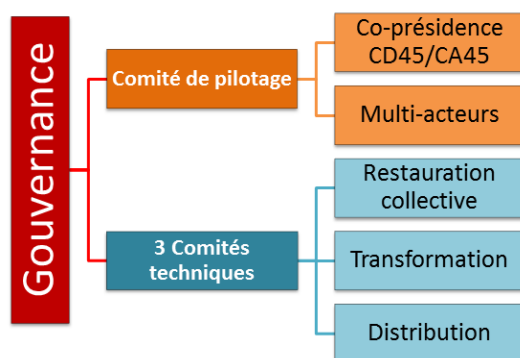 Gouvernance
Comité de pilotage
Co-présidence
CD45/CA45
Multi-acteurs
3 Comités
techniques
Restauration
collective
Transformation
Distribution